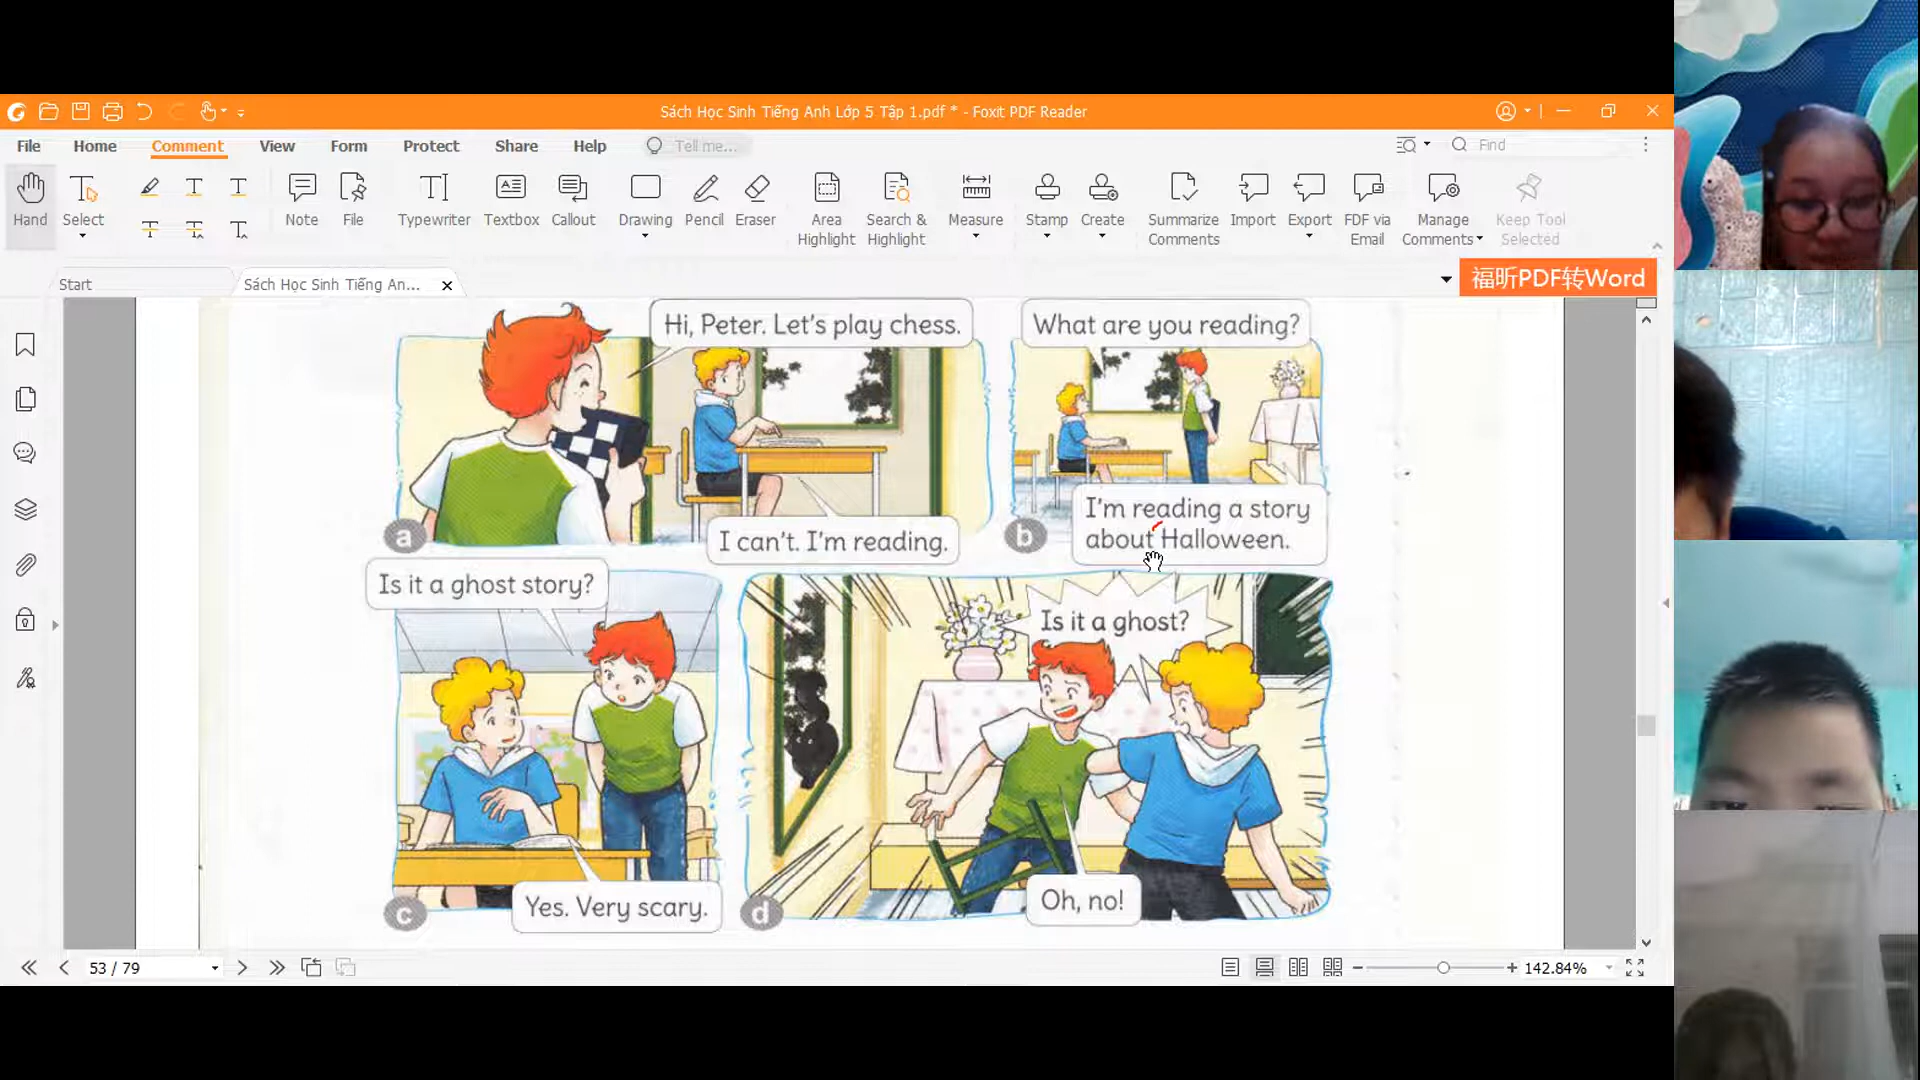 Sách Học Sinh Tiếng Anh Lớp 5 Tập 1.pdf * - Foxit PDF Reader
File Home Comment View Form Protect Share Help Tell me... Find
Hand Select Note File Typewriter Textbox Callout Drawing Pencil Eraser Area Highlight Search & Highlight Measure Stamp Create Summarize Comments Import Export FDF via Email Manage Comments Keep Tool Selected
Start Sách Học Sinh Tiếng An... 福昕PDF转Word
Hi, Peter. Let's play chess.
I can't. I'm reading.
a
What are you reading?
I'm reading a story
about Halloween.
b
Is it a ghost story?
Yes. Very scary.
c
Is it a ghost?
Oh, no!
d
53 / 79
142.84%